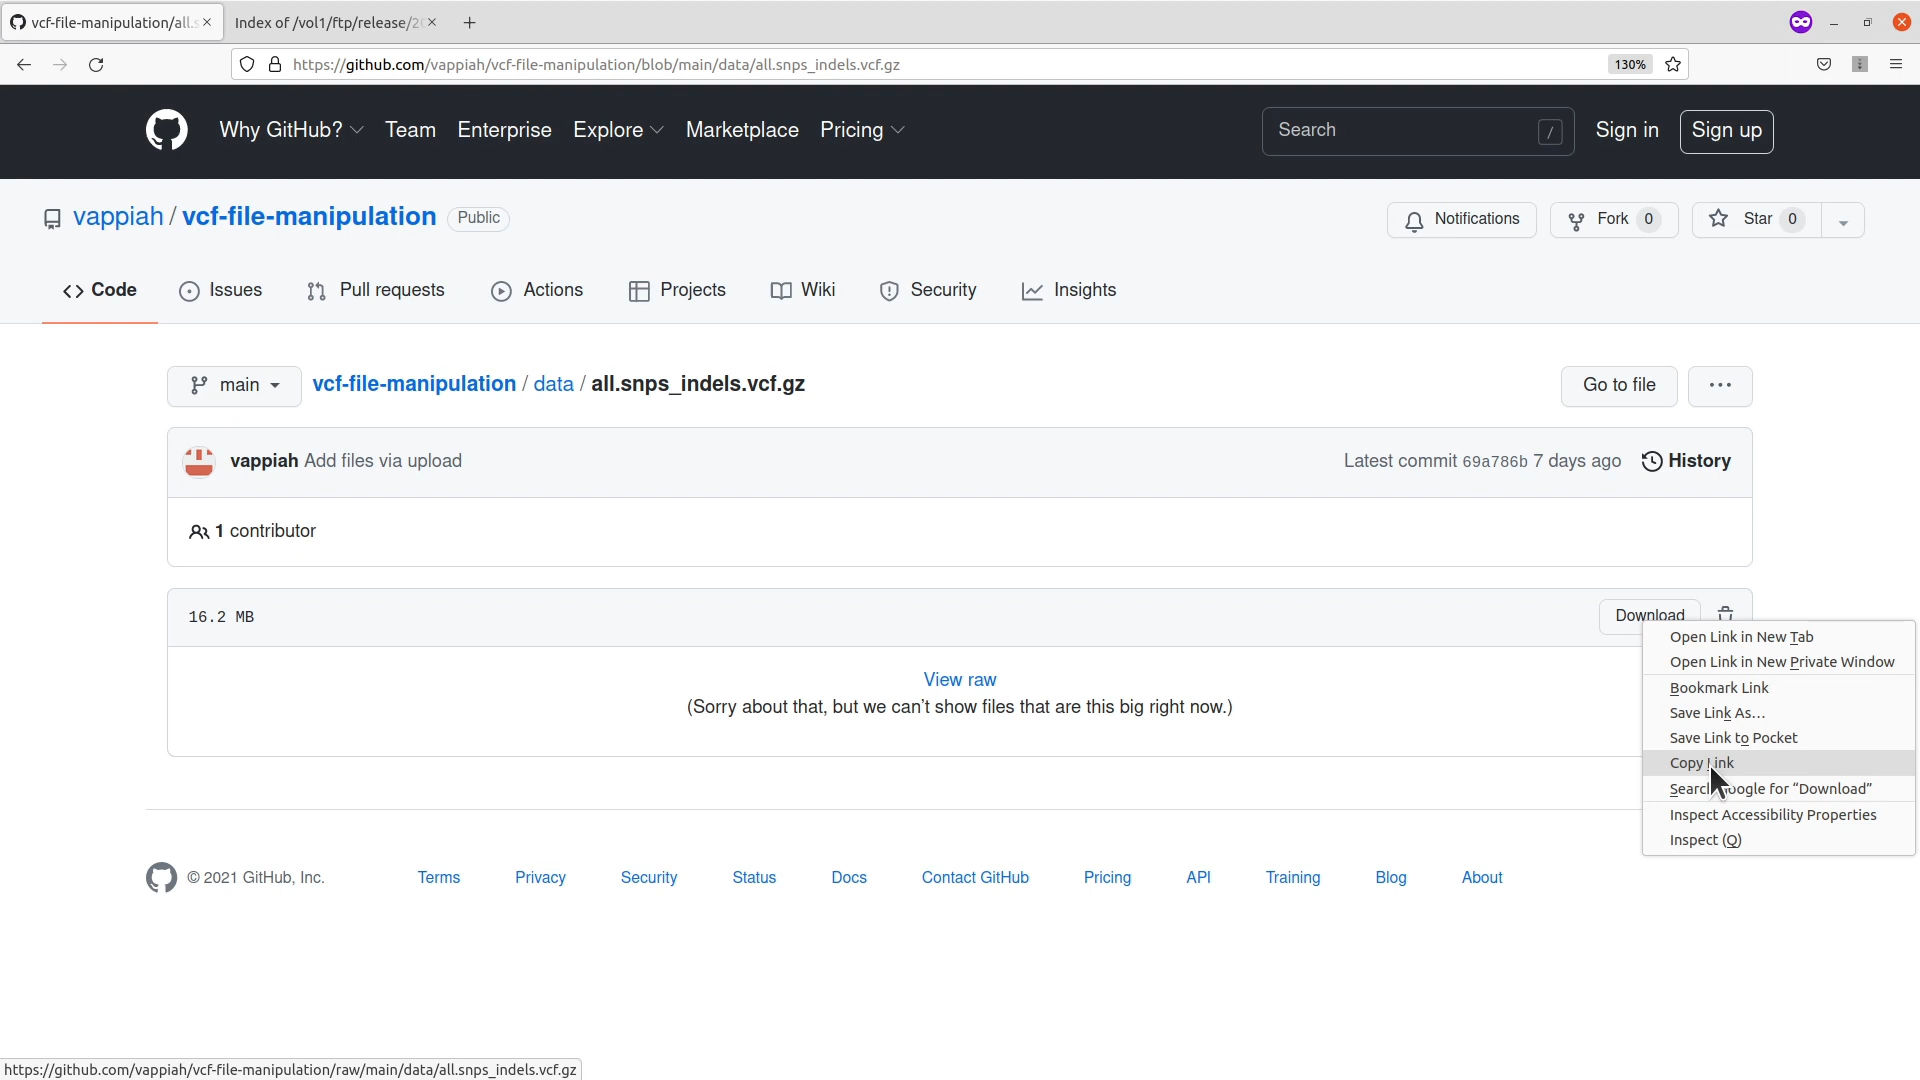 vcf-file-manipulation/all.s
Index of /vol1/ftp/release/20
https://github.com/vappiah/vcf-file-manipulation/blob/main/data/all.snps_indels.vcf.gz
130%
Why GitHub? Team Enterprise Explore Marketplace Pricing
Search /
Sign in
Sign up
vappiah / vcf-file-manipulation Public
Notifications
Fork 0
Star 0
Code
Issues
Pull requests
Actions
Projects
Wiki
Security
Insights
main
vcf-file-manipulation / data / all.snps_indels.vcf.gz
Go to file
vappiah Add files via upload
Latest commit 69a786b 7 days ago
History
1 contributor
16.2 MB
Download
View raw
(Sorry about that, but we can’t show files that are this big right now.)
Open Link in New Tab
Open Link in New Private Window
Bookmark Link
Save Link As…
Save Link to Pocket
Copy Link
Search Google for “Download”
Inspect Accessibility Properties
Inspect (Q)
© 2021 GitHub, Inc.
Terms
Privacy
Security
Status
Docs
Contact GitHub
Pricing
API
Training
Blog
About
https://github.com/vappiah/vcf-file-manipulation/raw/main/data/all.snps_indels.vcf.gz